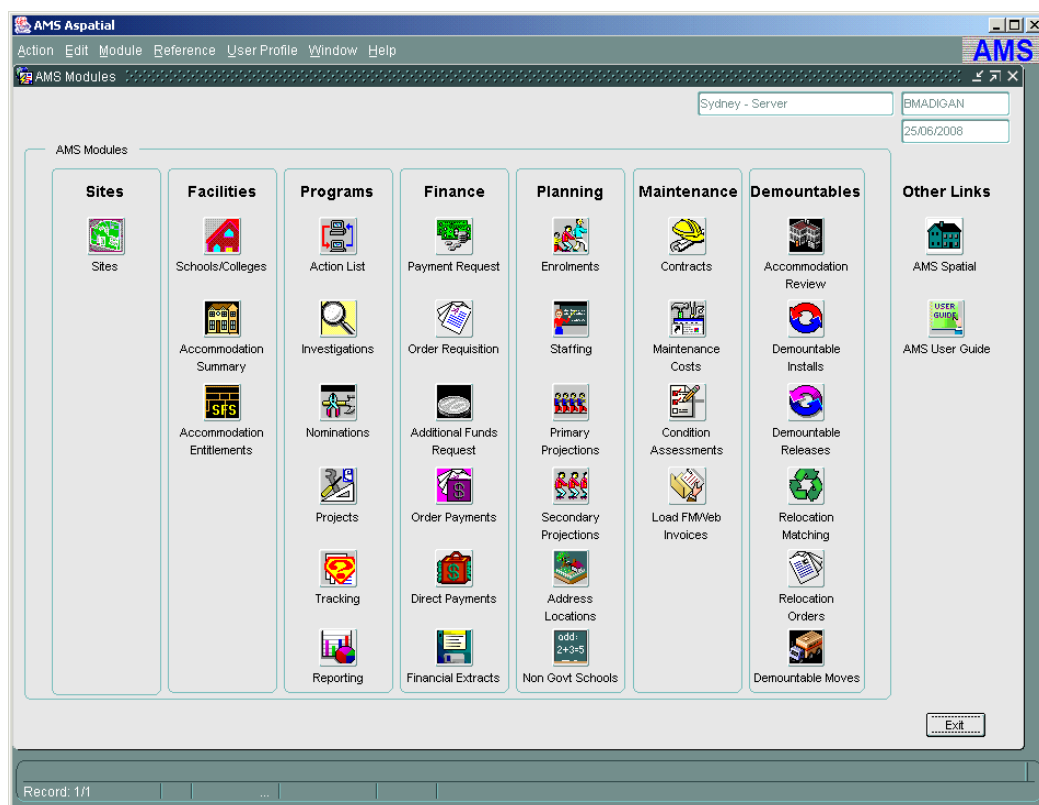 AMS Aspatial
Action Edit Module Reference User Profile Window Help
AMS
AMS Modules
Sydney - Server
BMADIGAN
25/06/2008
AMS Modules
Sites
Sites
Facilities
Schools/Colleges
Accommodation
Summary
SFS
Accommodation
Entitlements
Programs
Action List
Investigations
Nominations
Projects
Tracking
Reporting
Finance
Payment Request
Order Requisition
Additional Funds
Request
Order Payments
Direct Payments
Financial Extracts
Planning
Enrolments
Staffing
Primary
Projections
Secondary
Projections
Address
Locations
add:
2+3=5
Non Govt Schools
Maintenance
Contracts
Maintenance
Costs
Condition
Assessments
Load FM/Web
Invoices
Demountables
Accommodation
Review
Demountable
Installs
Demountable
Releases
Relocation
Matching
Relocation
Orders
Demountable Moves
Other Links
AMS Spatial
USER
GUIDE
AMS User Guide
Exit
Record: 1/1
...